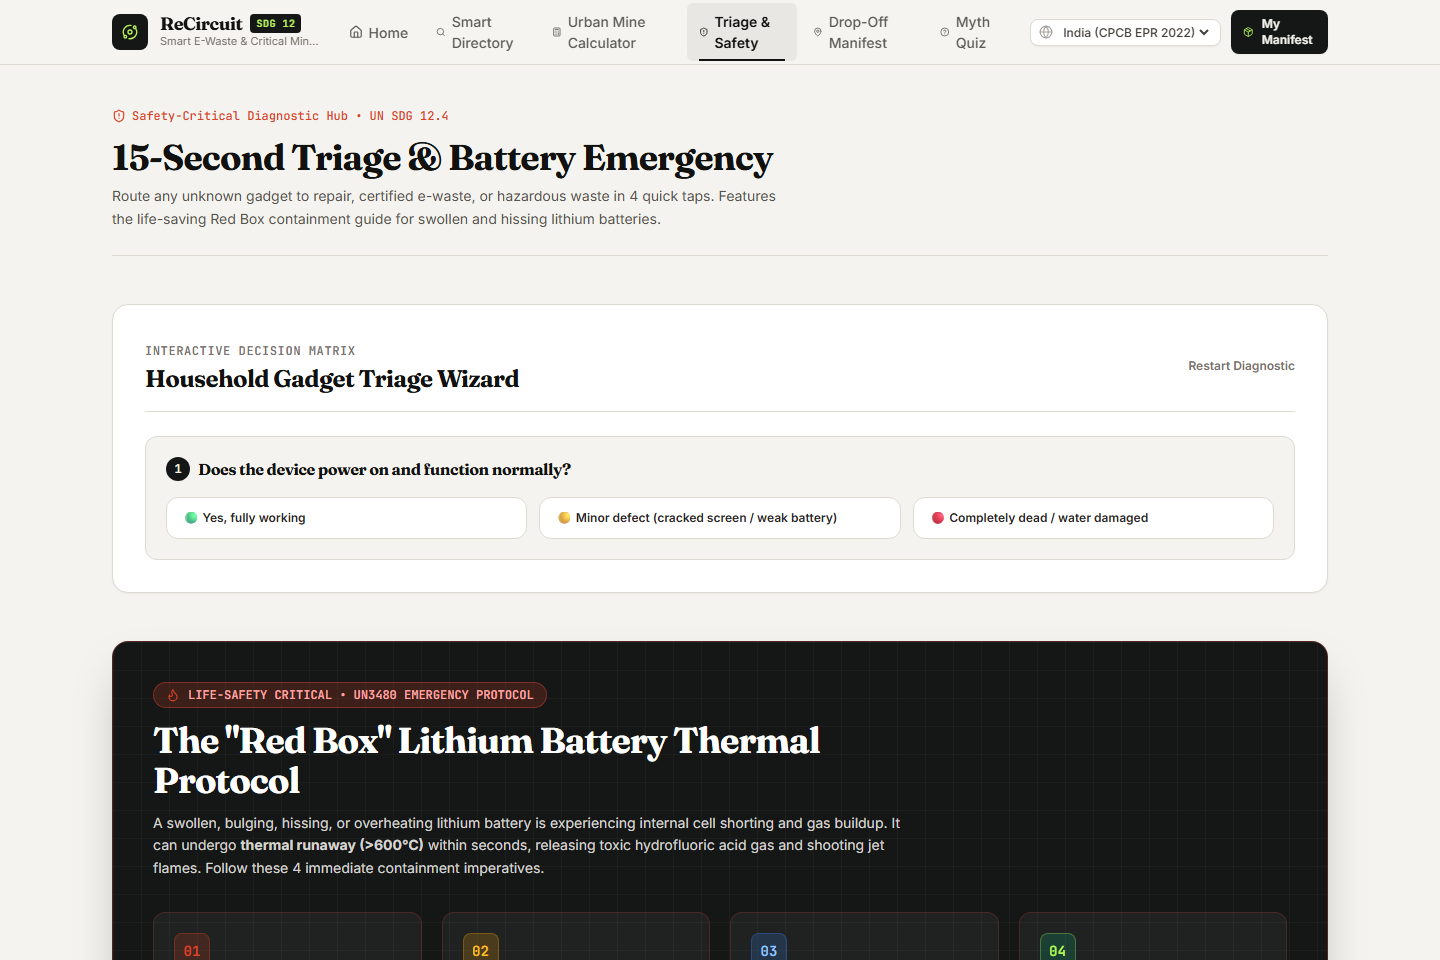 ReCircuit SDG 12
Smart E-Waste & Critical Min...
Home
Smart
Directory
Urban Mine
Calculator
Triage &
Safety
Drop-Off
Manifest
Myth
Quiz
India (CPCB EPR 2022)
My
Manifest
Safety-Critical Diagnostic Hub • UN SDG 12.4
15-Second Triage & Battery Emergency
Route any unknown gadget to repair, certified e-waste, or hazardous waste in 4 quick taps. Features
the life-saving Red Box containment guide for swollen and hissing lithium batteries.
INTERACTIVE DECISION MATRIX
Household Gadget Triage Wizard
Restart Diagnostic
1 Does the device power on and function normally?
Yes, fully working
Minor defect (cracked screen / weak battery)
Completely dead / water damaged
LIFE-SAFETY CRITICAL • UN3480 EMERGENCY PROTOCOL
The "Red Box" Lithium Battery Thermal
Protocol
A swollen, bulging, hissing, or overheating lithium battery is experiencing internal cell shorting and gas buildup. It
can undergo thermal runaway (>600°C) within seconds, releasing toxic hydrofluoric acid gas and shooting jet
flames. Follow these 4 immediate containment imperatives.
01
02
03
04